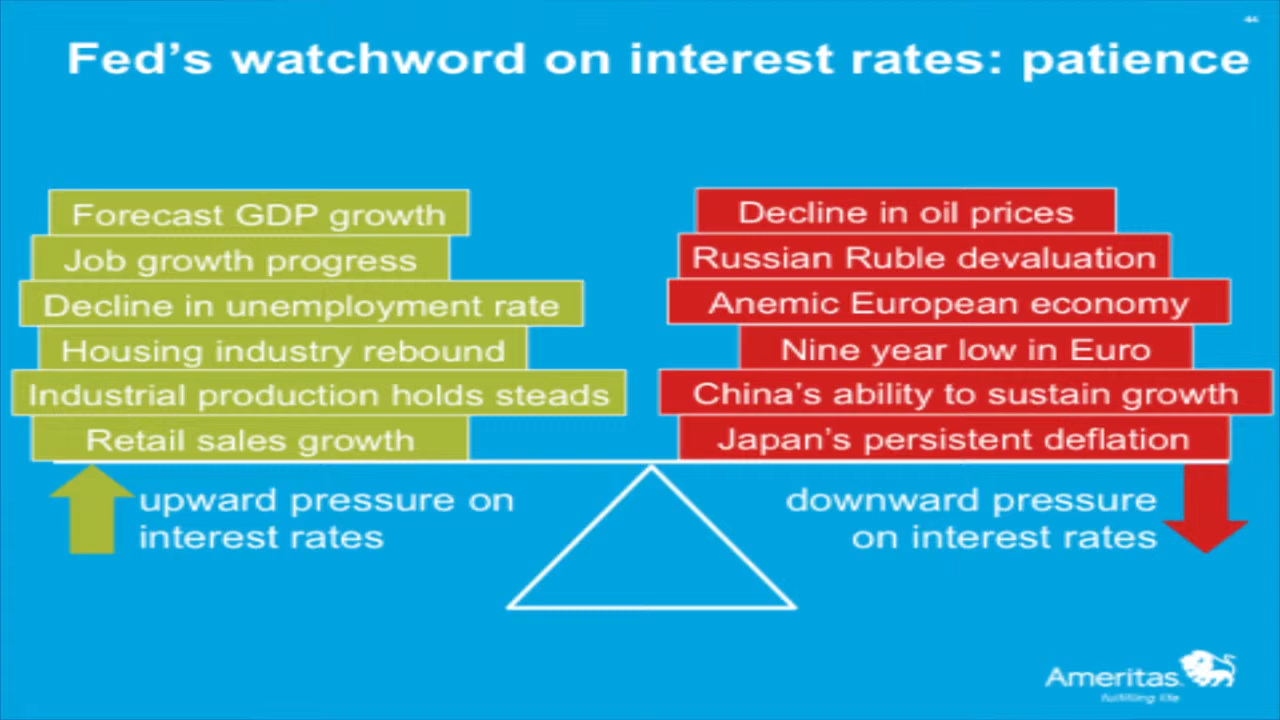 44
Fed's watchword on interest rates: patience
Forecast GDP growth
Job growth progress
Decline in unemployment rate
Housing industry rebound
Industrial production holds steads
Retail sales growth
upward pressure on
interest rates
Decline in oil prices
Russian Ruble devaluation
Anemic European economy
Nine year low in Euro
China's ability to sustain growth
Japan's persistent deflation
downward pressure
on interest rates
Ameritas
fulfilling life